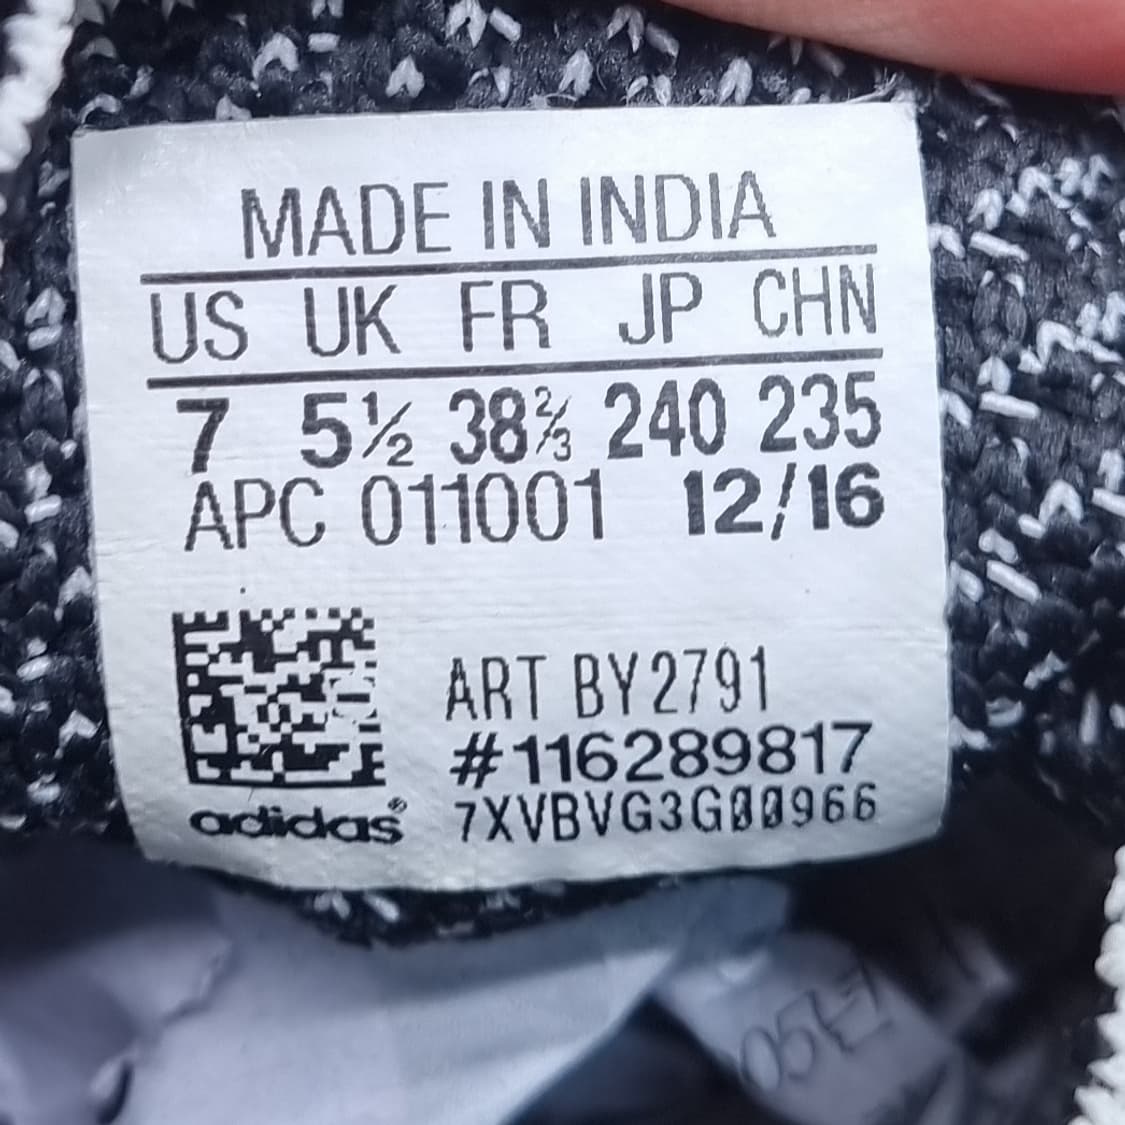 MADE IN INDIA
US UK FR JP CHN
7 5½ 38⅔ 240 235
APC 011001 12/16
ART BY2791
#116289817
adidas® 7XVBVG3G00966